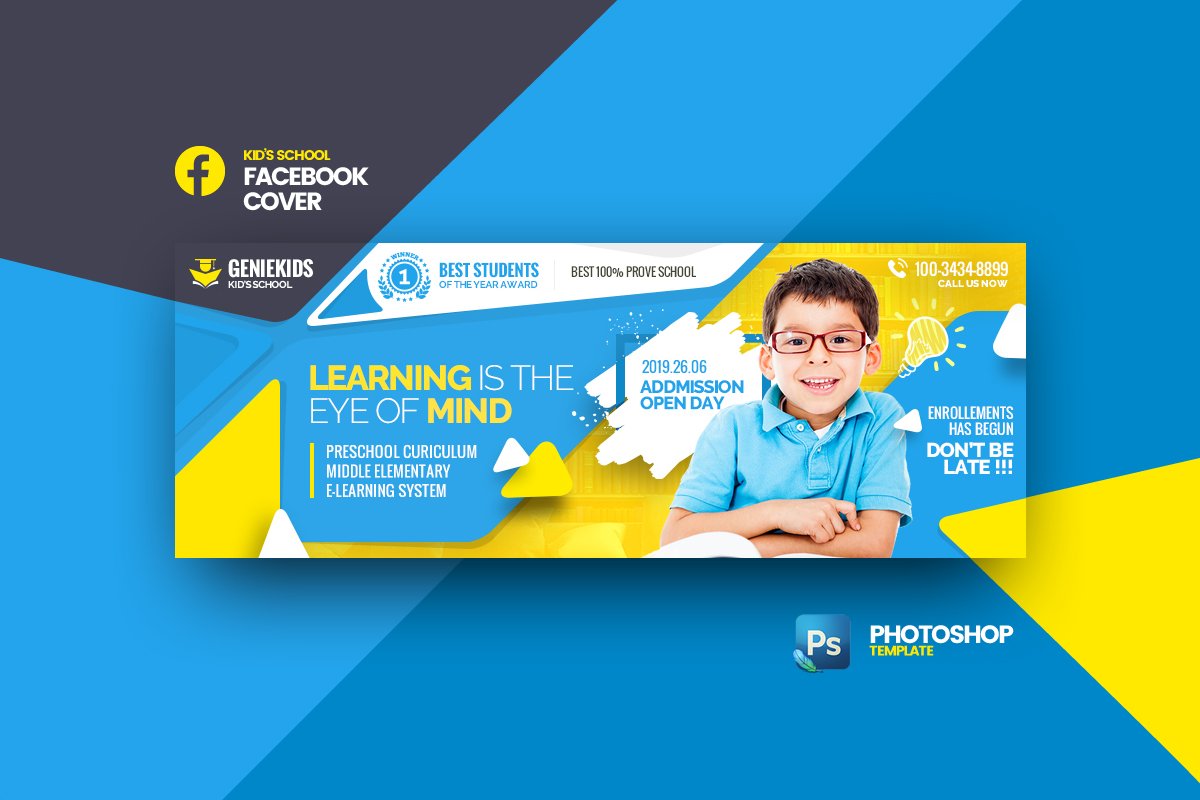 KID'S SCHOOL
FACEBOOK
COVER
GENIEKIDS
KID'S SCHOOL
WINNER
1
BEST STUDENTS
OF THE YEAR AWARD
BEST 100% PROVE SCHOOL
100-3434-8899
CALL US NOW
LEARNING IS THE
EYE OF MIND
PRESCHOOL CURICULUM
MIDDLE ELEMENTARY
E-LEARNING SYSTEM
2019.26.06
ADDMISSION
OPEN DAY
ENROLLEMENTS
HAS BEGUN
DON'T BE
LATE !!!
Ps
PHOTOSHOP
TEMPLATE